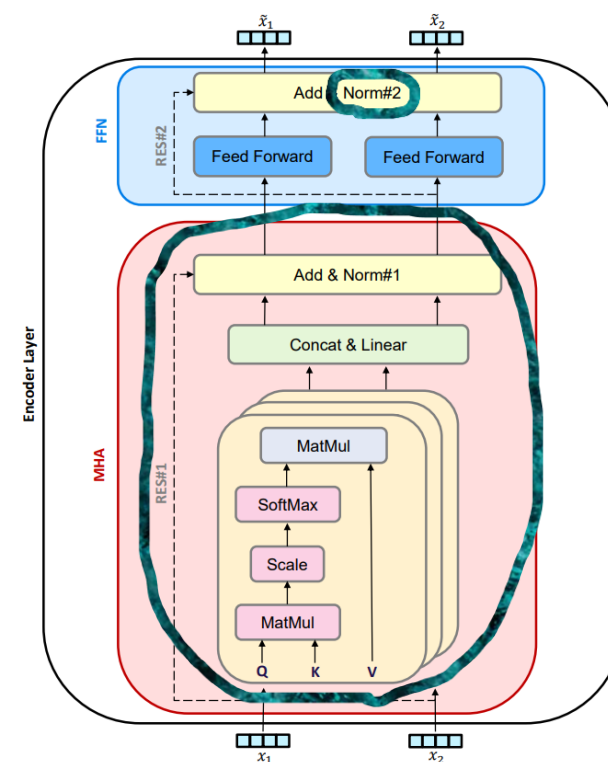 x̃₁ x̃₂
Add & Norm#2
FFN
RES#2
Feed Forward Feed Forward
Encoder Layer
MHA
RES#1
Add & Norm#1
Concat & Linear
MatMul
SoftMax
Scale
MatMul
Q K V
x₁ x₂